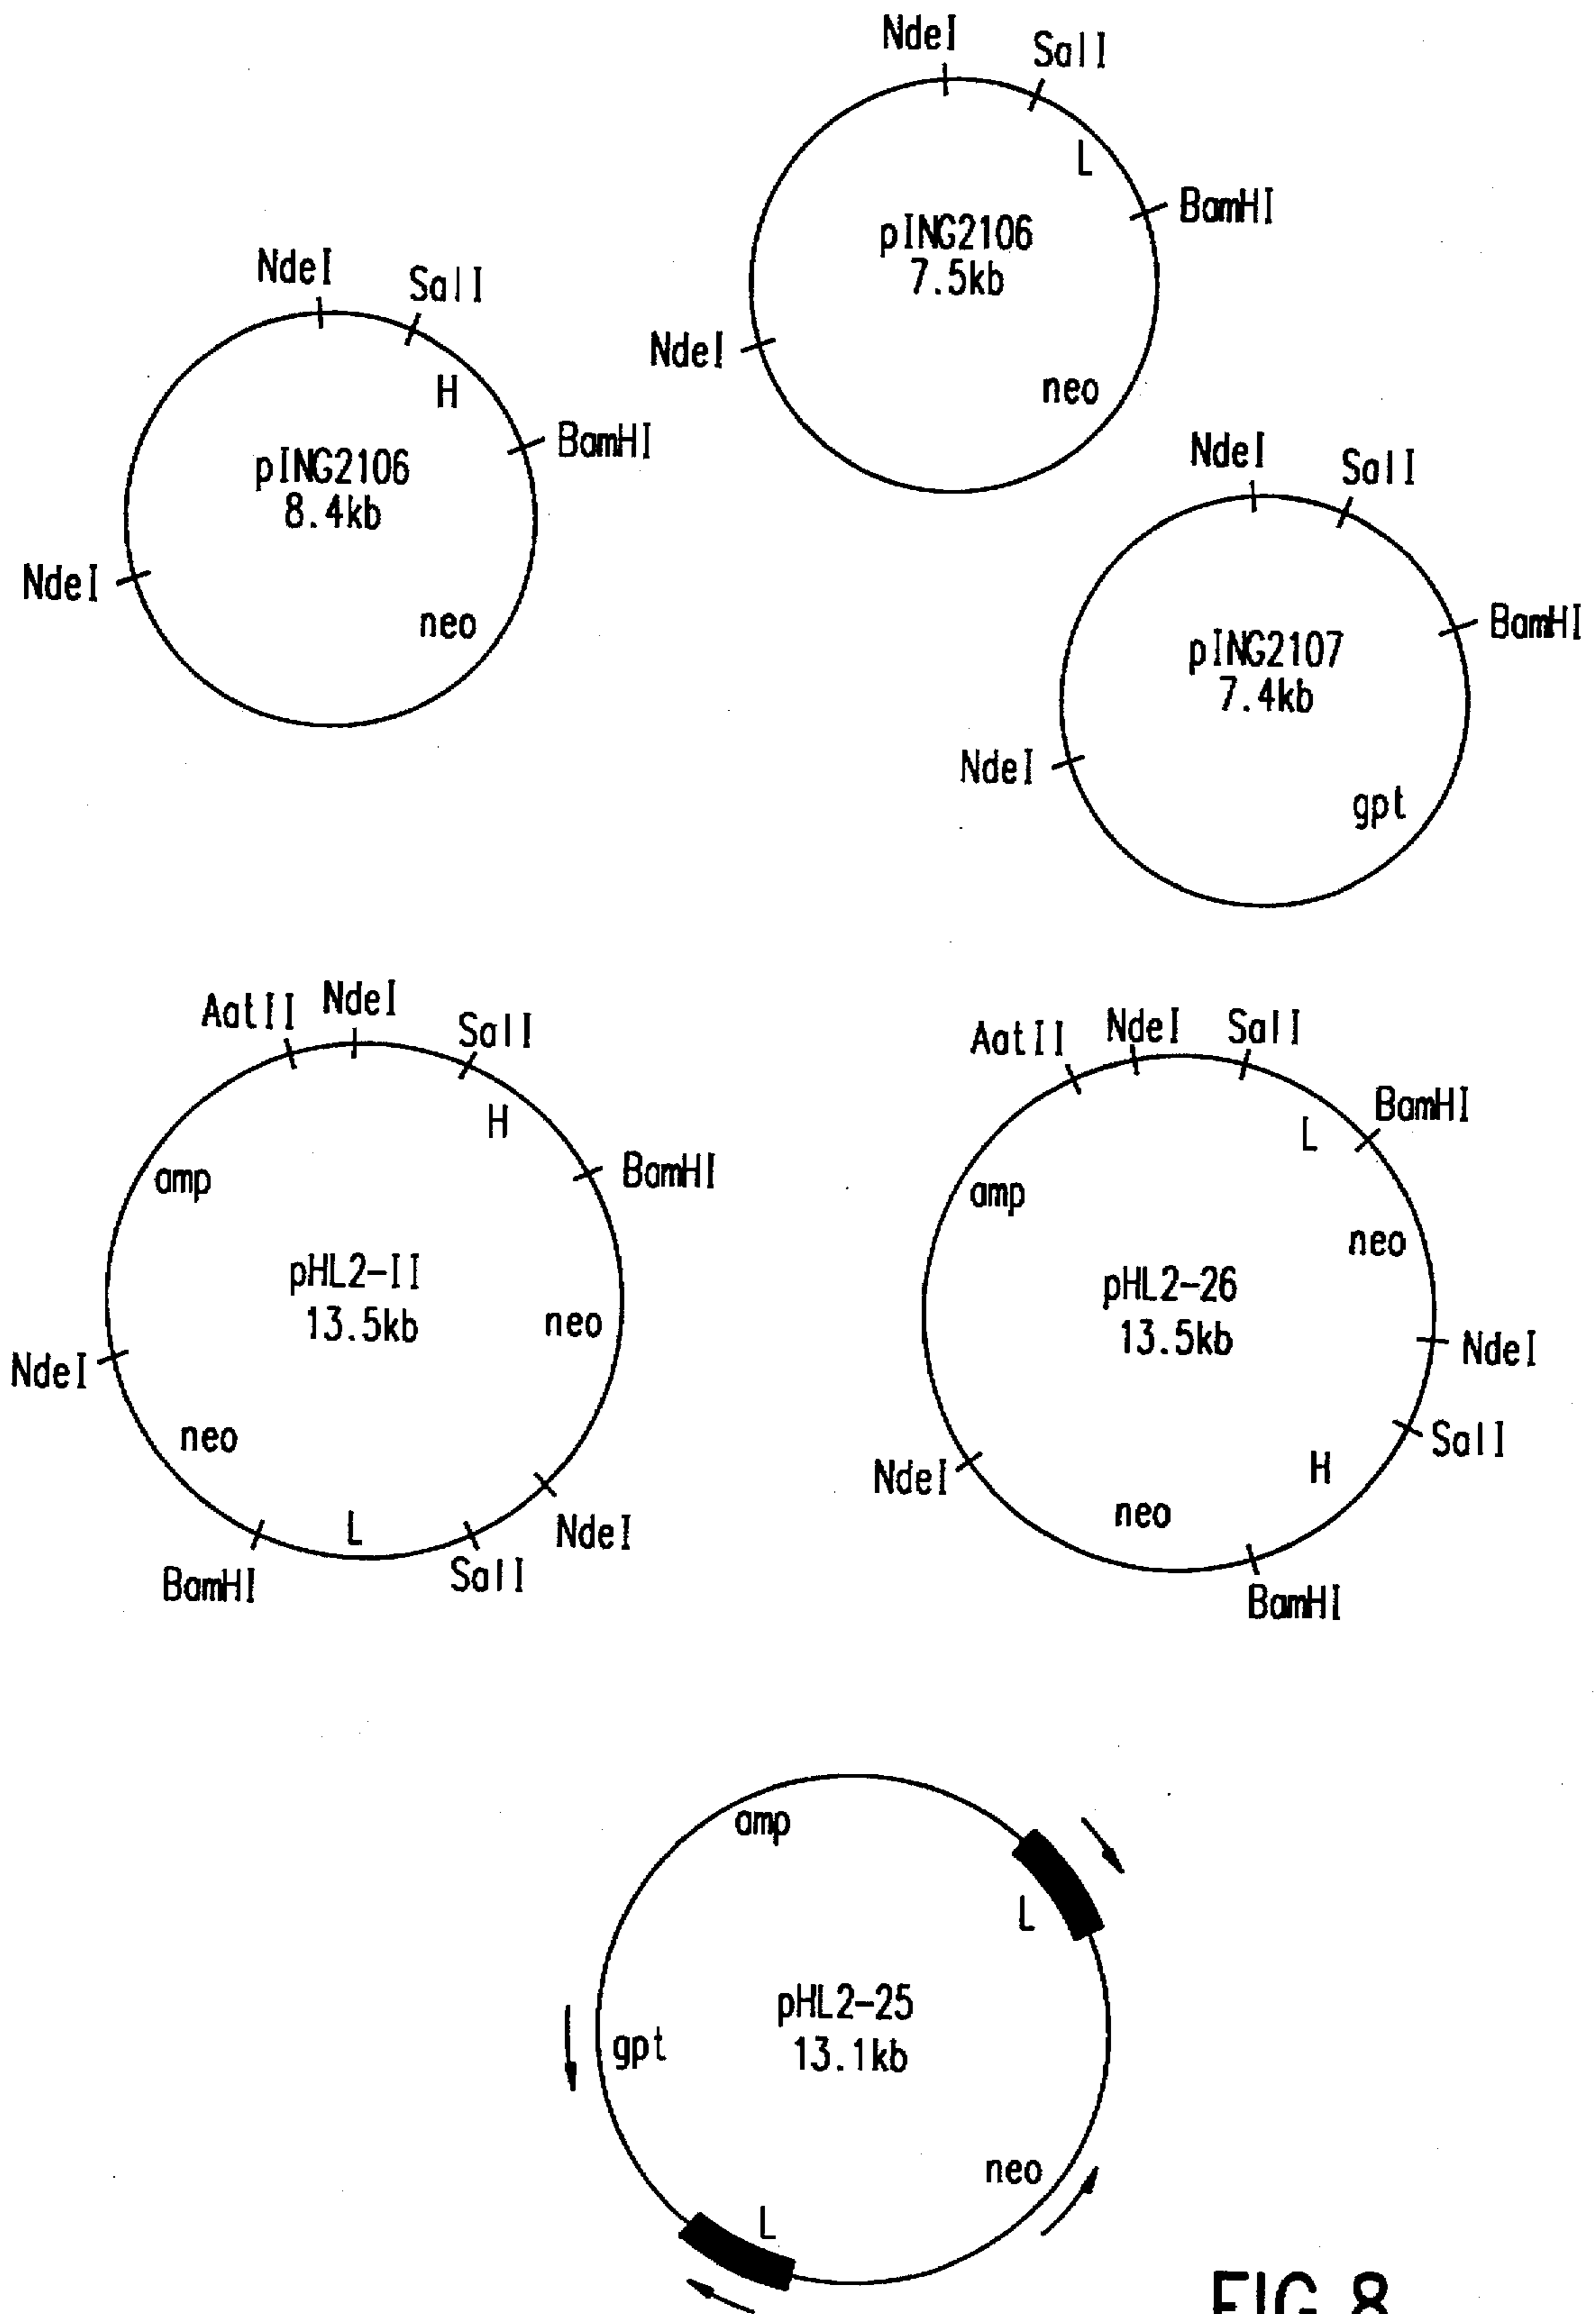 NdeI
SalI
L
BamHI
pING2106
7.5kb
NdeI
neo
NdeI
SalI
H
BamHI
pING2106
8.4kb
NdeI
neo
NdeI
SalI
BamHI
pING2107
7.4kb
NdeI
gpt
AatII
NdeI
SalI
H
BamHI
amp
pHL2-II
13.5kb
neo
NdeI
neo
NdeI
L
SalI
BamHI
AatII
NdeI
SalI
BamHI
L
amp
neo
pHL2-26
13.5kb
NdeI
SalI
H
NdeI
neo
BamHI
amp
L
pHL2-25
13.1kb
gpt
neo
L
FIG.8